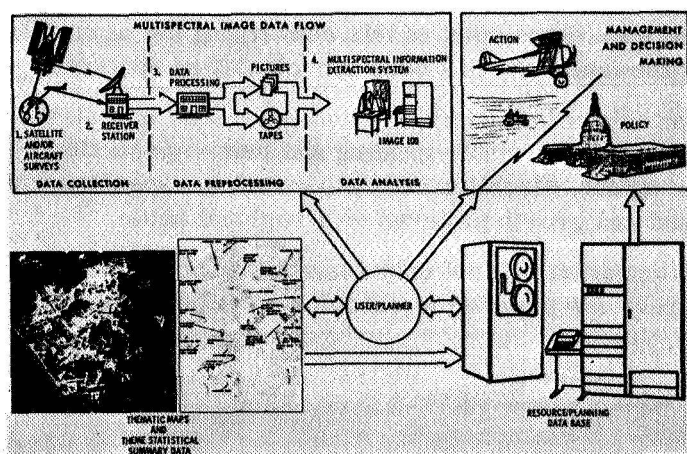 MULTISPECTRAL IMAGE DATA FLOW
1. SATELLITE
AND/OR
AIRCRAFT
SURVEYS
2. RECEIVER
STATION
DATA COLLECTION
3. DATA
PROCESSING
PICTURES
TAPES
DATA PREPROCESSING
4. MULTISPECTRAL INFORMATION
EXTRACTION SYSTEM
IMAGE 100
DATA ANALYSIS
MANAGEMENT
AND DECISION
MAKING
ACTION
POLICY
USER/PLANNER
THEMATIC MAPS
AND
THEME STATISTICAL
SUMMARY DATA
RESOURCE/PLANNING
DATA BASE